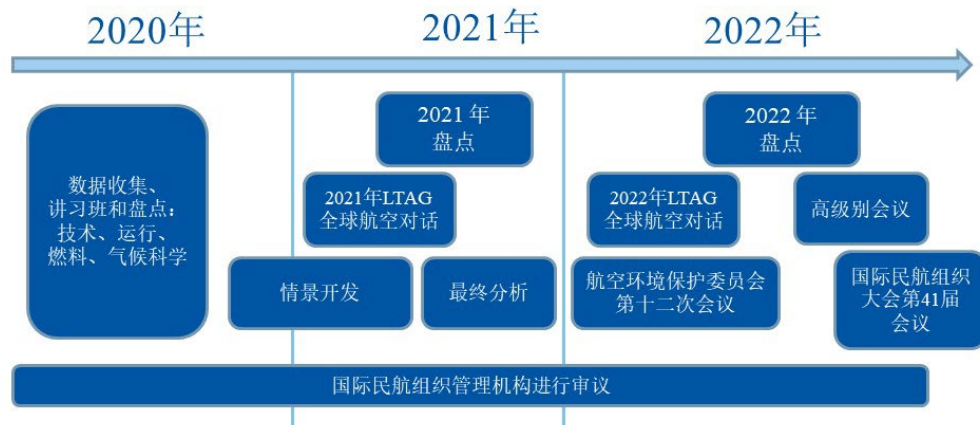 2020年
2021年
2022年
数据收集、
讲习班和盘点：
技术、运行、
燃料、气候科学
2021 年
盘点
2021年LTAG
全球航空对话
情景开发
最终分析
2022 年
盘点
2022年LTAG
全球航空对话
高级别会议
航空环境保护委员会
第十二次会议
国际民航组织
大会第41届
会议
国际民航组织管理机构进行审议